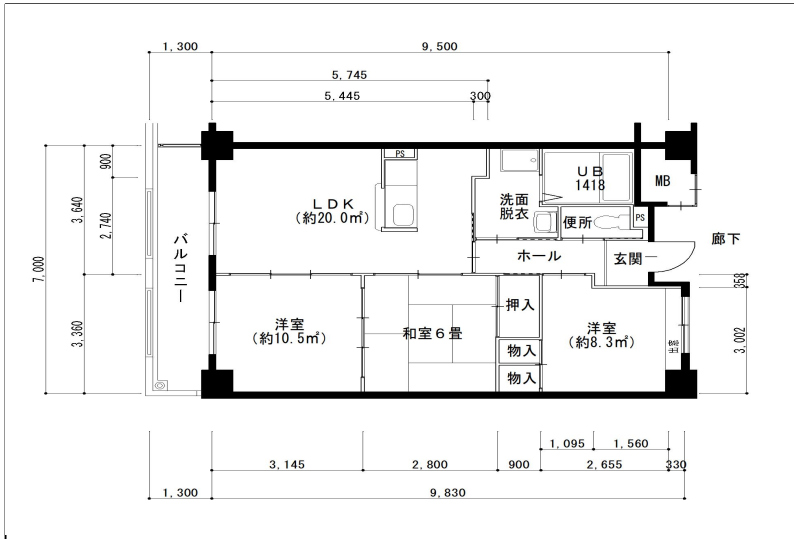 1,300
9,500
5,745
5,445
300
900
3,640
2,740
7,000
3,360
バルコニー
PS
LDK
(約20.0㎡)
洗面
脱衣
UB
1418
便所
PS
MB
廊下
ホール
玄関
洋室
(約10.5㎡)
和室6畳
押入
物入
物入
洋室
(約8.3㎡)
出窓
358
3,002
1,095
1,560
3,145
2,800
900
2,655
330
1,300
9,830